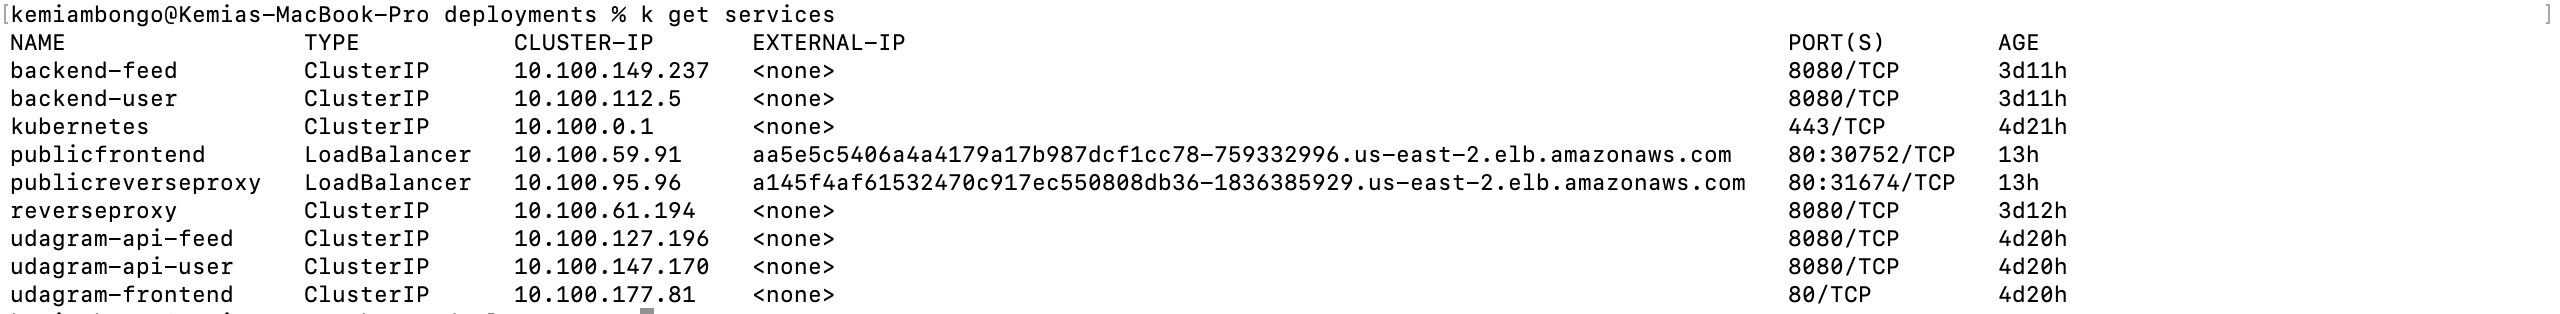 [kemiambongo@Kemias-MacBook-Pro deployments % k get services ]
NAME TYPE CLUSTER-IP EXTERNAL-IP PORT(S) AGE
backend-feed ClusterIP 10.100.149.237 <none> 8080/TCP 3d11h
backend-user ClusterIP 10.100.112.5 <none> 8080/TCP 3d11h
kubernetes ClusterIP 10.100.0.1 <none> 443/TCP 4d21h
publicfrontend LoadBalancer 10.100.59.91 aa5e5c5406a4a4179a17b987dcf1cc78-759332996.us-east-2.elb.amazonaws.com 80:30752/TCP 13h
publicreverseproxy LoadBalancer 10.100.95.96 a145f4af61532470c917ec550808db36-1836385929.us-east-2.elb.amazonaws.com 80:31674/TCP 13h
reverseproxy ClusterIP 10.100.61.194 <none> 8080/TCP 3d12h
udagram-api-feed ClusterIP 10.100.127.196 <none> 8080/TCP 4d20h
udagram-api-user ClusterIP 10.100.147.170 <none> 8080/TCP 4d20h
udagram-frontend ClusterIP 10.100.177.81 <none> 80/TCP 4d20h